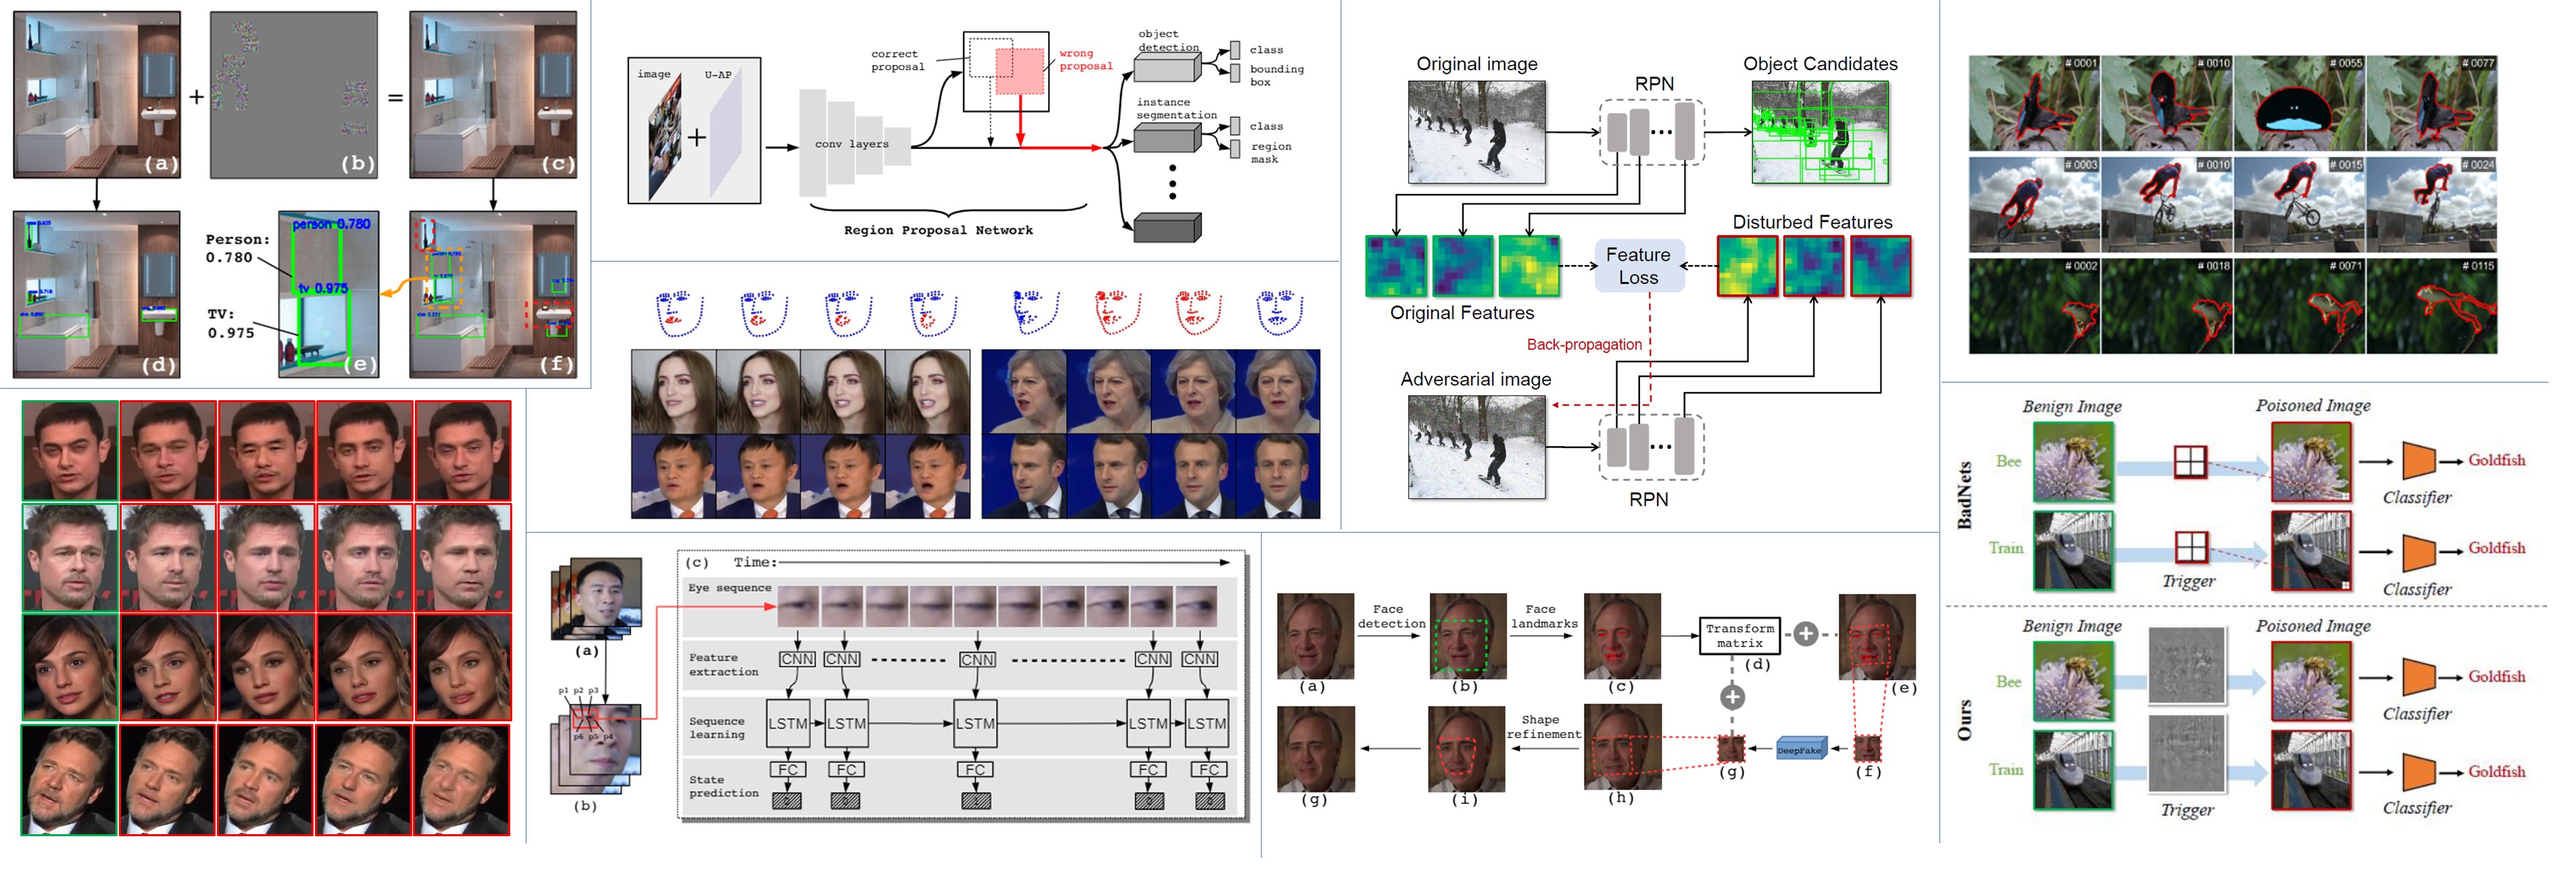 (a)
+
(b)
=
(c)
person 0.780
Person:
0.780
tv 0.975
TV:
0.975
(d)
(e)
(f)
image
U-AP
+
conv layers
correct
proposal
wrong
proposal
object
detection
class
bounding
box
instance
segmentation
class
region
mask
Region Proposal Network
Original image
RPN
Object Candidates
Disturbed Features
Feature
Loss
Original Features
Back-propagation
Adversarial image
RPN
# 0001
# 0010
# 0055
# 0077
# 0003
# 0010
# 0015
# 0024
# 0002
# 0018
# 0071
# 0115
(a)
p1 p2 p3
p6 p5 p4
(b)
(c) Time:
Eye sequence
Feature
extraction
CNN CNN CNN CNN CNN
Sequence
learning
LSTM LSTM LSTM LSTM LSTM
State
prediction
FC FC FC FC FC
Face
detection
Face
landmarks
Transform
matrix
(a)
(b)
(c)
(d)
+
(e)
+
Shape
refinement
DeepFake
(g)
(i)
(h)
(g)
(f)
Benign Image
Poisoned Image
BadNets
Bee
Goldfish
Classifier
Train
Goldfish
Trigger
Classifier
Benign Image
Poisoned Image
Ours
Bee
Goldfish
Classifier
Train
Goldfish
Trigger
Classifier